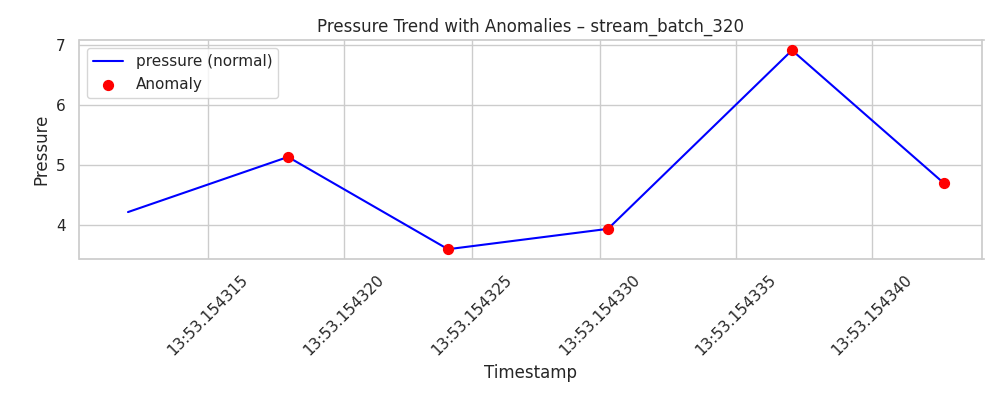 Pressure Trend with Anomalies – stream_batch_320
pressure (normal)
Anomaly
Pressure
7
6
5
4
13:53.154315
13:53.154320
13:53.154325
13:53.154330
13:53.154335
13:53.154340
Timestamp